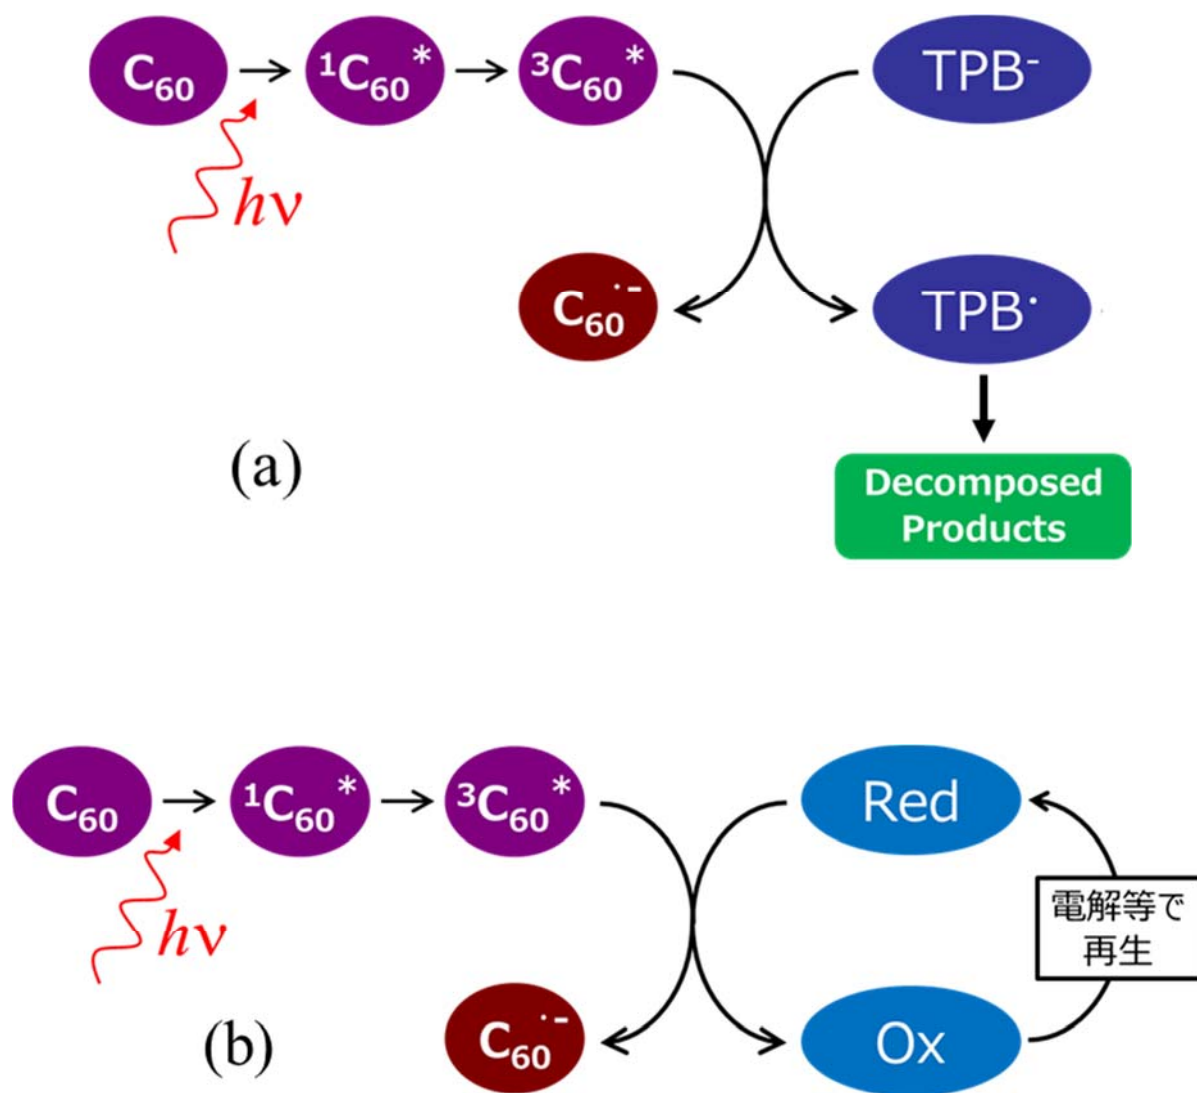 C₆₀ → ¹C₆₀* → ³C₆₀* TPB⁻
hν
C₆₀·⁻ TPB·
(a)
Decomposed
Products
C₆₀ → ¹C₆₀* → ³C₆₀* Red
hν
電解等で
再生
C₆₀·⁻ Ox
(b)